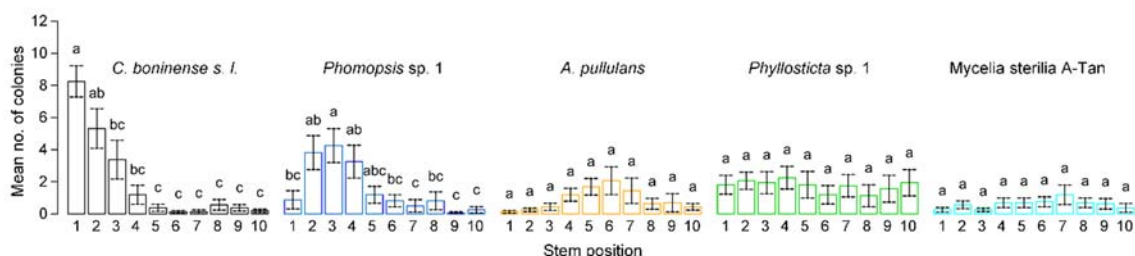 Mean no. of colonies
12
10
8
6
4
2
0
C. boninense s. l.
a ab bc bc c c c c c c
1 2 3 4 5 6 7 8 9 10
Phomopsis sp. 1
bc ab a ab abc bc c bc c c
1 2 3 4 5 6 7 8 9 10
A. pullulans
a a a a a a a a a a
1 2 3 4 5 6 7 8 9 10
Phyllosticta sp. 1
a a a a a a a a a a
1 2 3 4 5 6 7 8 9 10
Mycelia sterilia A-Tan
a a a a a a a a a a
1 2 3 4 5 6 7 8 9 10
Stem position